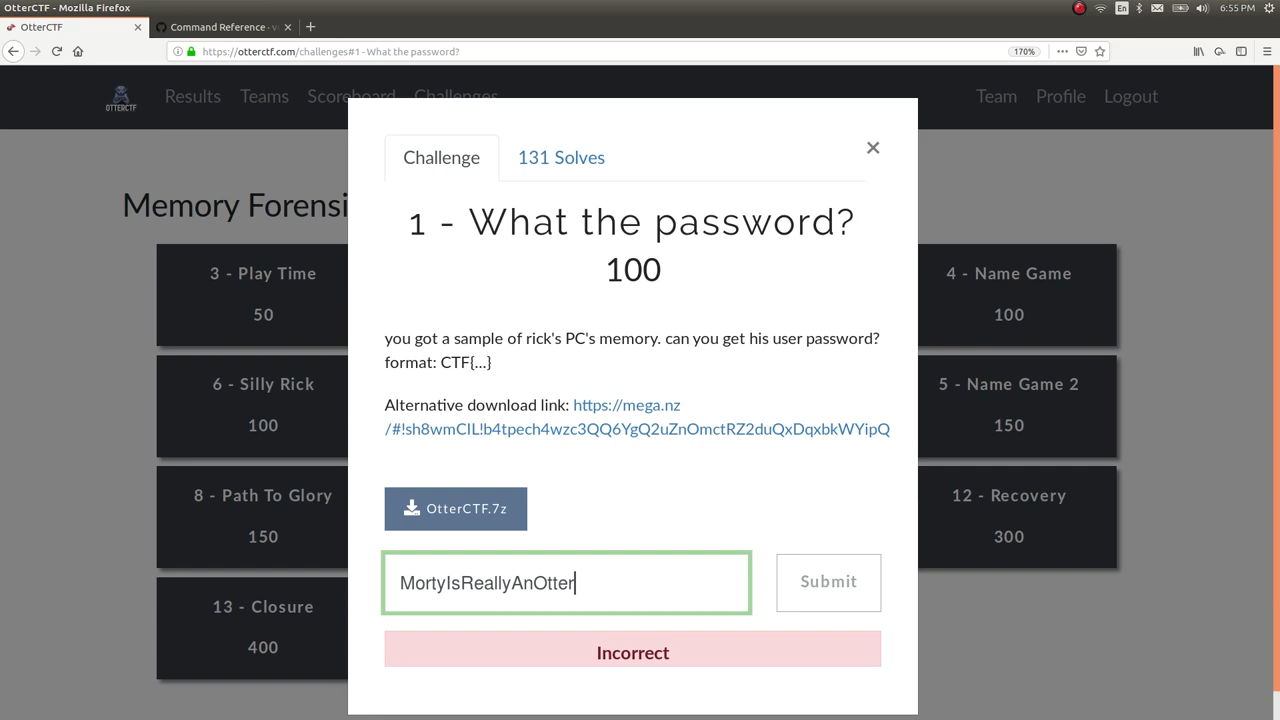 OtterCTF - Mozilla Firefox
En
6:55 PM
OtterCTF
Command Reference · v
https://otterctf.com/challenges#1 - What the password?
170%
OTTERCTF
Results
Teams
Scoreboard
Challenges
Team
Profile
Logout
Memory Forensi
3 - Play Time
50
4 - Name Game
100
6 - Silly Rick
100
5 - Name Game 2
150
8 - Path To Glory
150
12 - Recovery
300
13 - Closure
400
Challenge
131 Solves
×
1 - What the password?
100
you got a sample of rick's PC's memory. can you get his user password?
format: CTF{...}
Alternative download link: https://mega.nz
/#!sh8wmCIL!b4tpech4wzc3QQ6YgQ2uZnOmctRZ2duQxDqxbkWYipQ
OtterCTF.7z
MortyIsReallyAnOtter
Submit
Incorrect